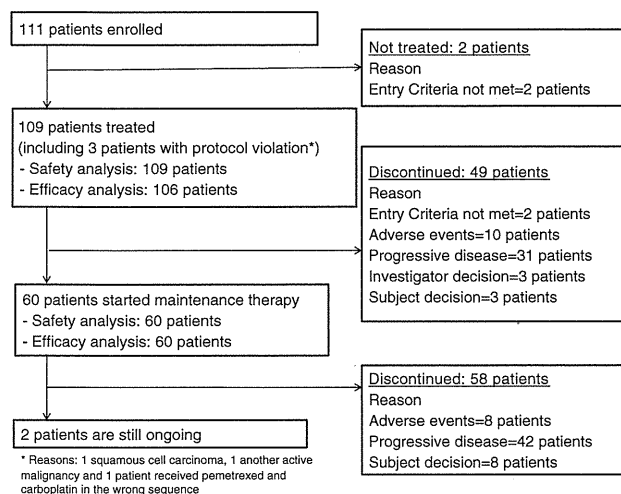 111 patients enrolled
Not treated: 2 patients
Reason
Entry Criteria not met=2 patients
109 patients treated
(including 3 patients with protocol violation*)
- Safety analysis: 109 patients
- Efficacy analysis: 106 patients
Discontinued: 49 patients
Reason
Entry Criteria not met=2 patients
Adverse events=10 patients
Progressive disease=31 patients
Investigator decision=3 patients
Subject decision=3 patients
60 patients started maintenance therapy
- Safety analysis: 60 patients
- Efficacy analysis: 60 patients
Discontinued: 58 patients
Reason
Adverse events=8 patients
Progressive disease=42 patients
Subject decision=8 patients
2 patients are still ongoing
* Reasons: 1 squamous cell carcinoma, 1 another active
malignancy and 1 patient received pemetrexed and
carboplatin in the wrong sequence